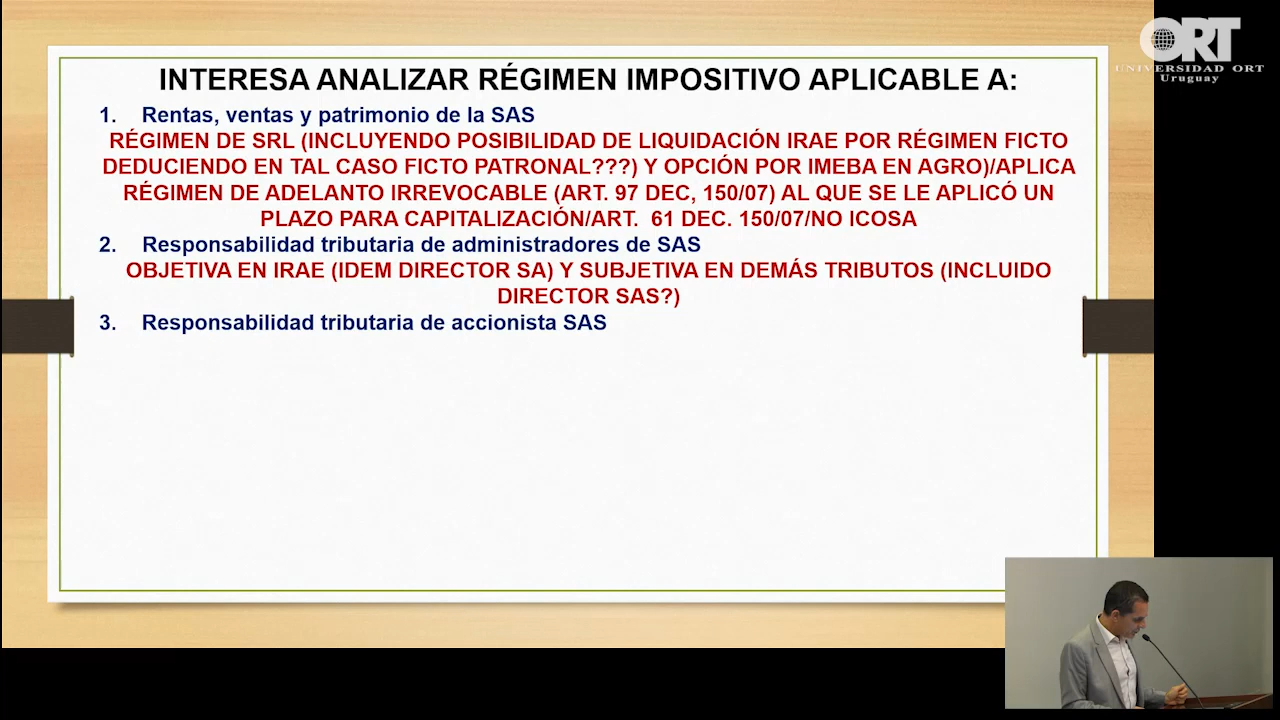 ORT
UNIVERSIDAD ORT
Uruguay
INTERESA ANALIZAR RÉGIMEN IMPOSITIVO APLICABLE A:
1. Rentas, ventas y patrimonio de la SAS
RÉGIMEN DE SRL (INCLUYENDO POSIBILIDAD DE LIQUIDACIÓN IRAE POR RÉGIMEN FICTO
DEDUCIENDO EN TAL CASO FICTO PATRONAL???) Y OPCIÓN POR IMEBA EN AGRO)/APLICA
RÉGIMEN DE ADELANTO IRREVOCABLE (ART. 97 DEC, 150/07) AL QUE SE LE APLICÓ UN
PLAZO PARA CAPITALIZACIÓN/ART. 61 DEC. 150/07/NO ICOSA
2. Responsabilidad tributaria de administradores de SAS
OBJETIVA EN IRAE (IDEM DIRECTOR SA) Y SUBJETIVA EN DEMÁS TRIBUTOS (INCLUIDO
DIRECTOR SAS?)
3. Responsabilidad tributaria de accionista SAS